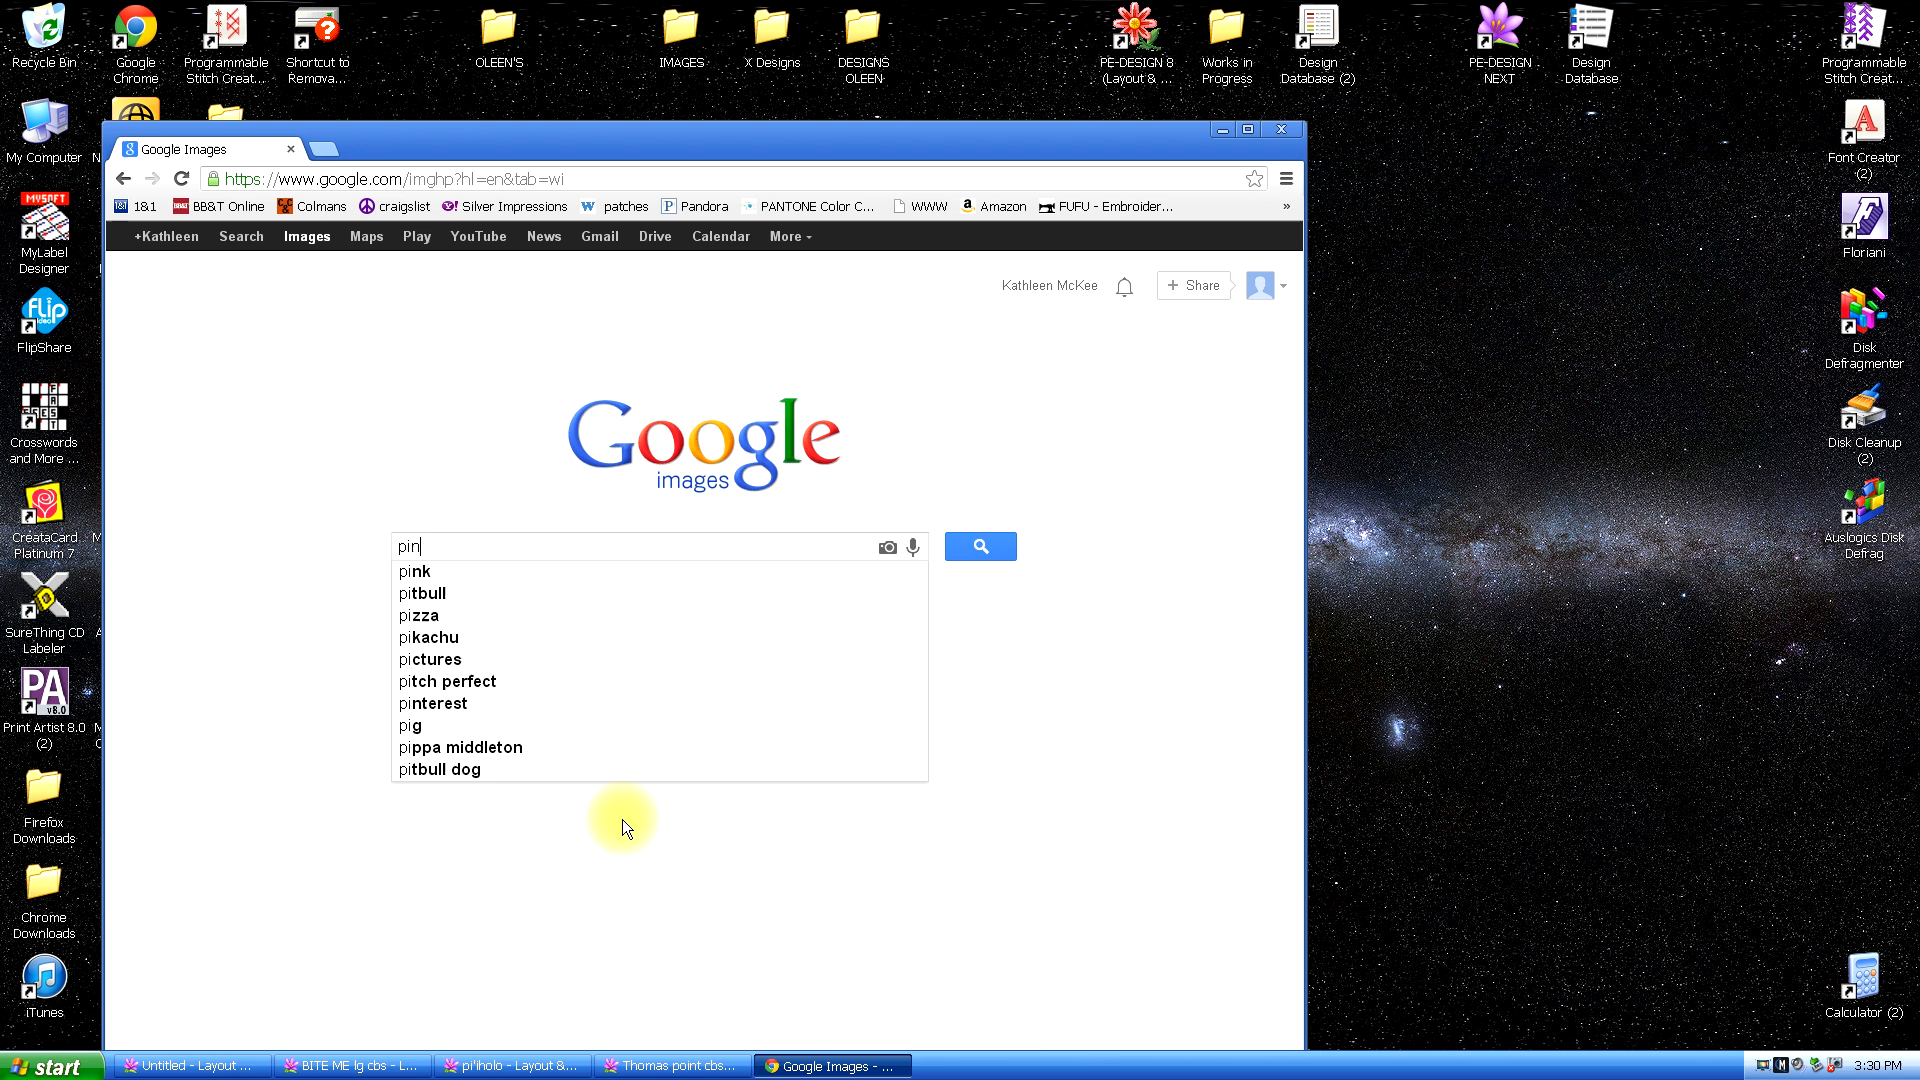 Recycle Bin
Google Chrome
Programmable Stitch Creat...
Shortcut to Remova...
OLEEN'S
IMAGES
X Designs
DESIGNS OLEEN
PE-DESIGN 8 (Layout & ...
Works in Progress
Design Database (2)
PE-DESIGN NEXT
Design Database
Programmable Stitch Creat...
My Computer
MYSOFT
MyLabel Designer
Flip
FlipShare
Crosswords and More ...
CreataCard Platinum 7
SureThing CD Labeler
PA
v8.0
Print Artist 8.0 (2)
Firefox Downloads
Chrome Downloads
iTunes
Google Images
https://www.google.com/imghp?hl=en&tab=wi
1&1 BB&T Online Colmans craigslist Silver Impressions patches Pandora PANTONE Color C... WWW Amazon FUFU - Embroider... »
+Kathleen Search Images Maps Play YouTube News Gmail Drive Calendar More
Kathleen McKee + Share
Google
images
pin
pink
pitbull
pizza
pikachu
pictures
pitch perfect
pinterest
pig
pippa middleton
pitbull dog
A
Font Creator (2)
Floriani
Disk Defragmenter
Disk Cleanup (2)
Auslogics Disk Defrag
Calculator (2)
start
Untitled - Layout ...
BITE ME lg cbs - L...
pi'iholo - Layout &...
Thomas point cbs...
Google Images - ...
3:30 PM